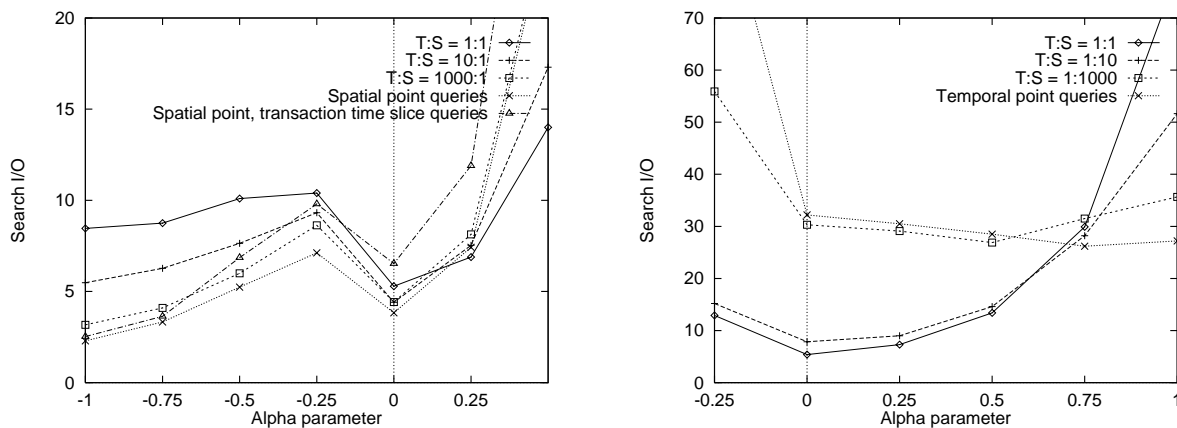 20
15
10
5
0
Search I/O
T:S = 1:1
T:S = 10:1
T:S = 1000:1
Spatial point queries
Spatial point, transaction time slice queries
-1 -0.75 -0.5 -0.25 0 0.25
Alpha parameter
70
60
50
40
30
20
10
0
Search I/O
T:S = 1:1
T:S = 1:10
T:S = 1:1000
Temporal point queries
-0.25 0 0.25 0.5 0.75 1
Alpha parameter